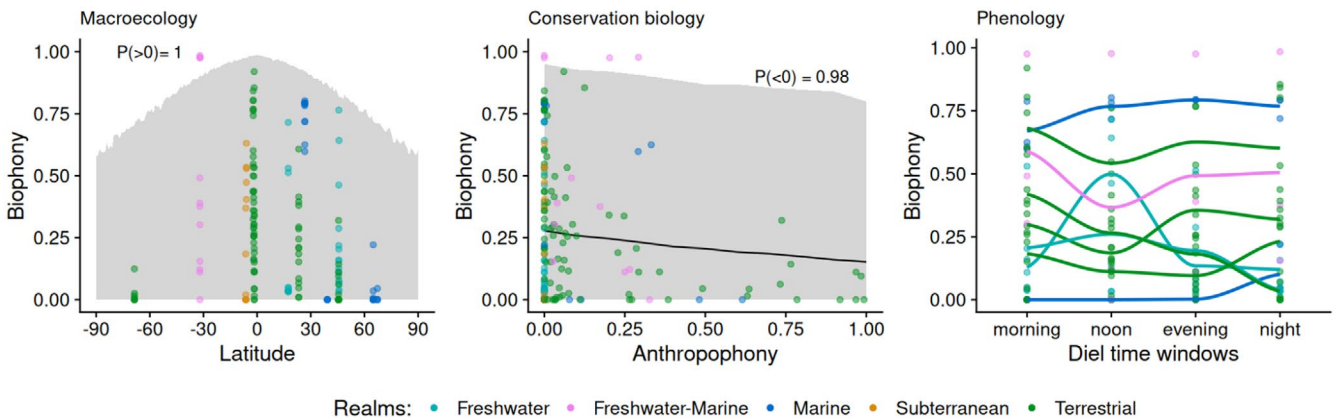 Macroecology
P(>0)= 1
1.00
0.75
0.50
0.25
0.00
Biophony
-90 -60 -30 0 30 60 90
Latitude
Conservation biology
P(<0) = 0.98
1.00
0.75
0.50
0.25
0.00
Biophony
0.00 0.25 0.50 0.75 1.00
Anthropophony
Phenology
1.00
0.75
0.50
0.25
0.00
Biophony
morning noon evening night
Diel time windows
Realms: Freshwater Freshwater-Marine Marine Subterranean Terrestrial